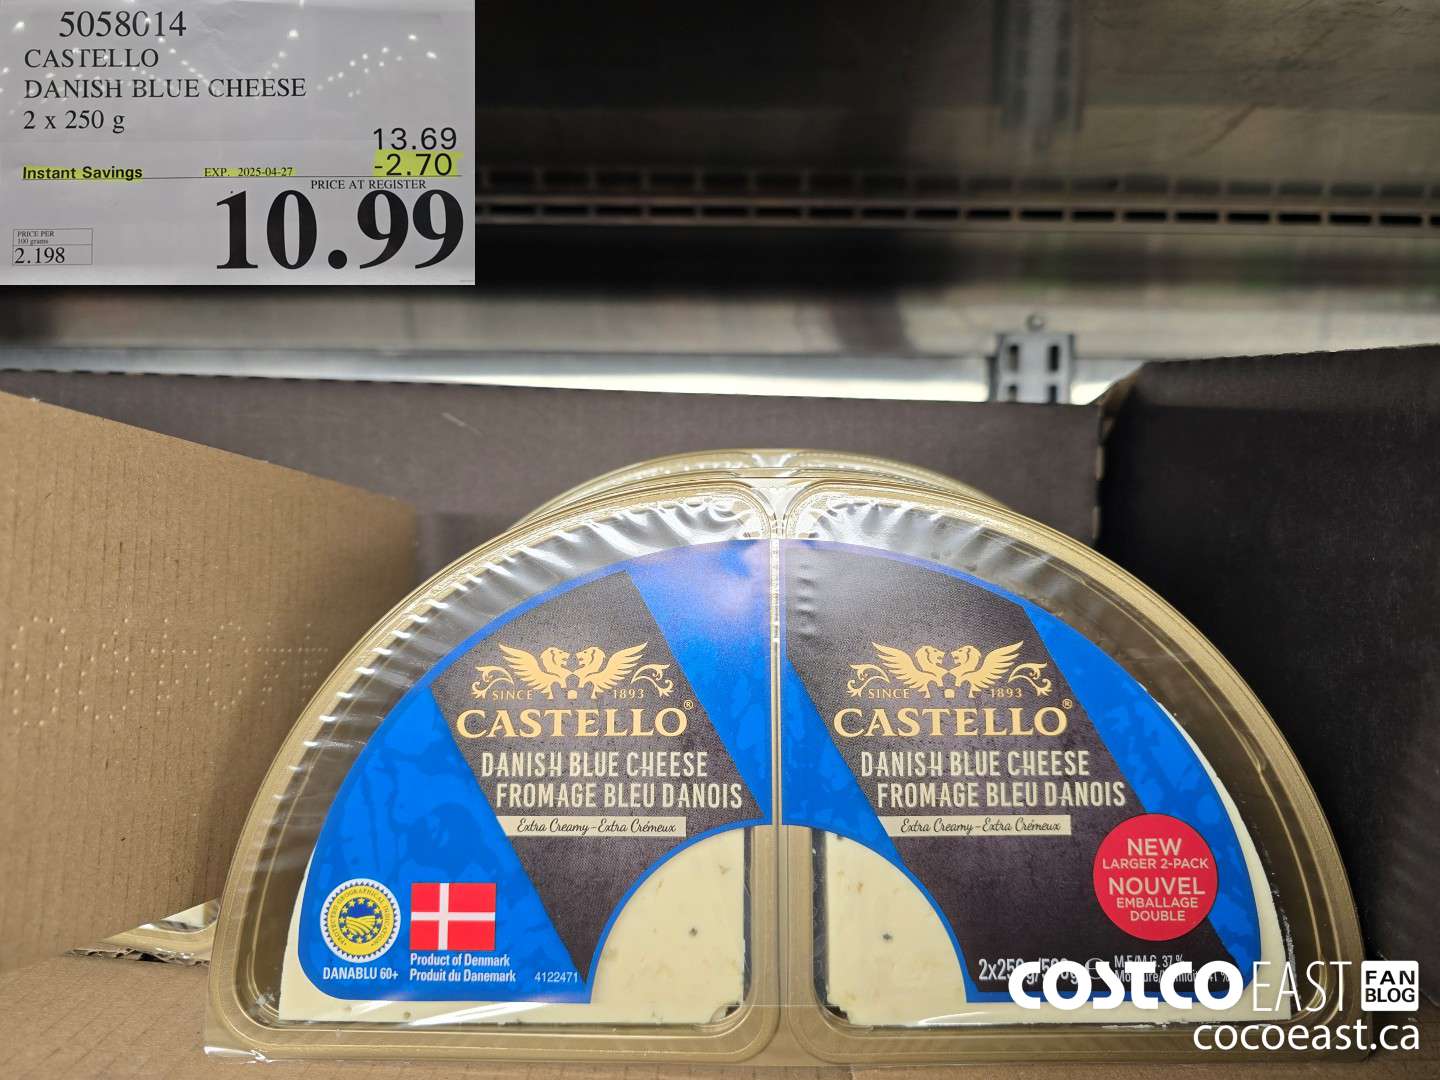 5058014
CASTELLO
DANISH BLUE CHEESE
2 x 250 g
13.69
Instant Savings EXP. 2025-04-27 -2.70
PRICE AT REGISTER
10.99
PRICE PER
100 grams
2.198
SINCE 1893
CASTELLO®
DANISH BLUE CHEESE
FROMAGE BLEU DANOIS
Extra Creamy - Extra Crémeux
PROTECTED GEOGRAPHICAL INDICATION
DANABLU 60+
Product of Denmark
Produit du Danemark
4122471
SINCE 1893
CASTELLO®
DANISH BLUE CHEESE
FROMAGE BLEU DANOIS
Extra Creamy - Extra Crémeux
NEW
LARGER 2-PACK
NOUVEL
EMBALLAGE
DOUBLE
M.F./M.G. 37 %
COSTCO EAST FAN BLOG
cocoeast.ca